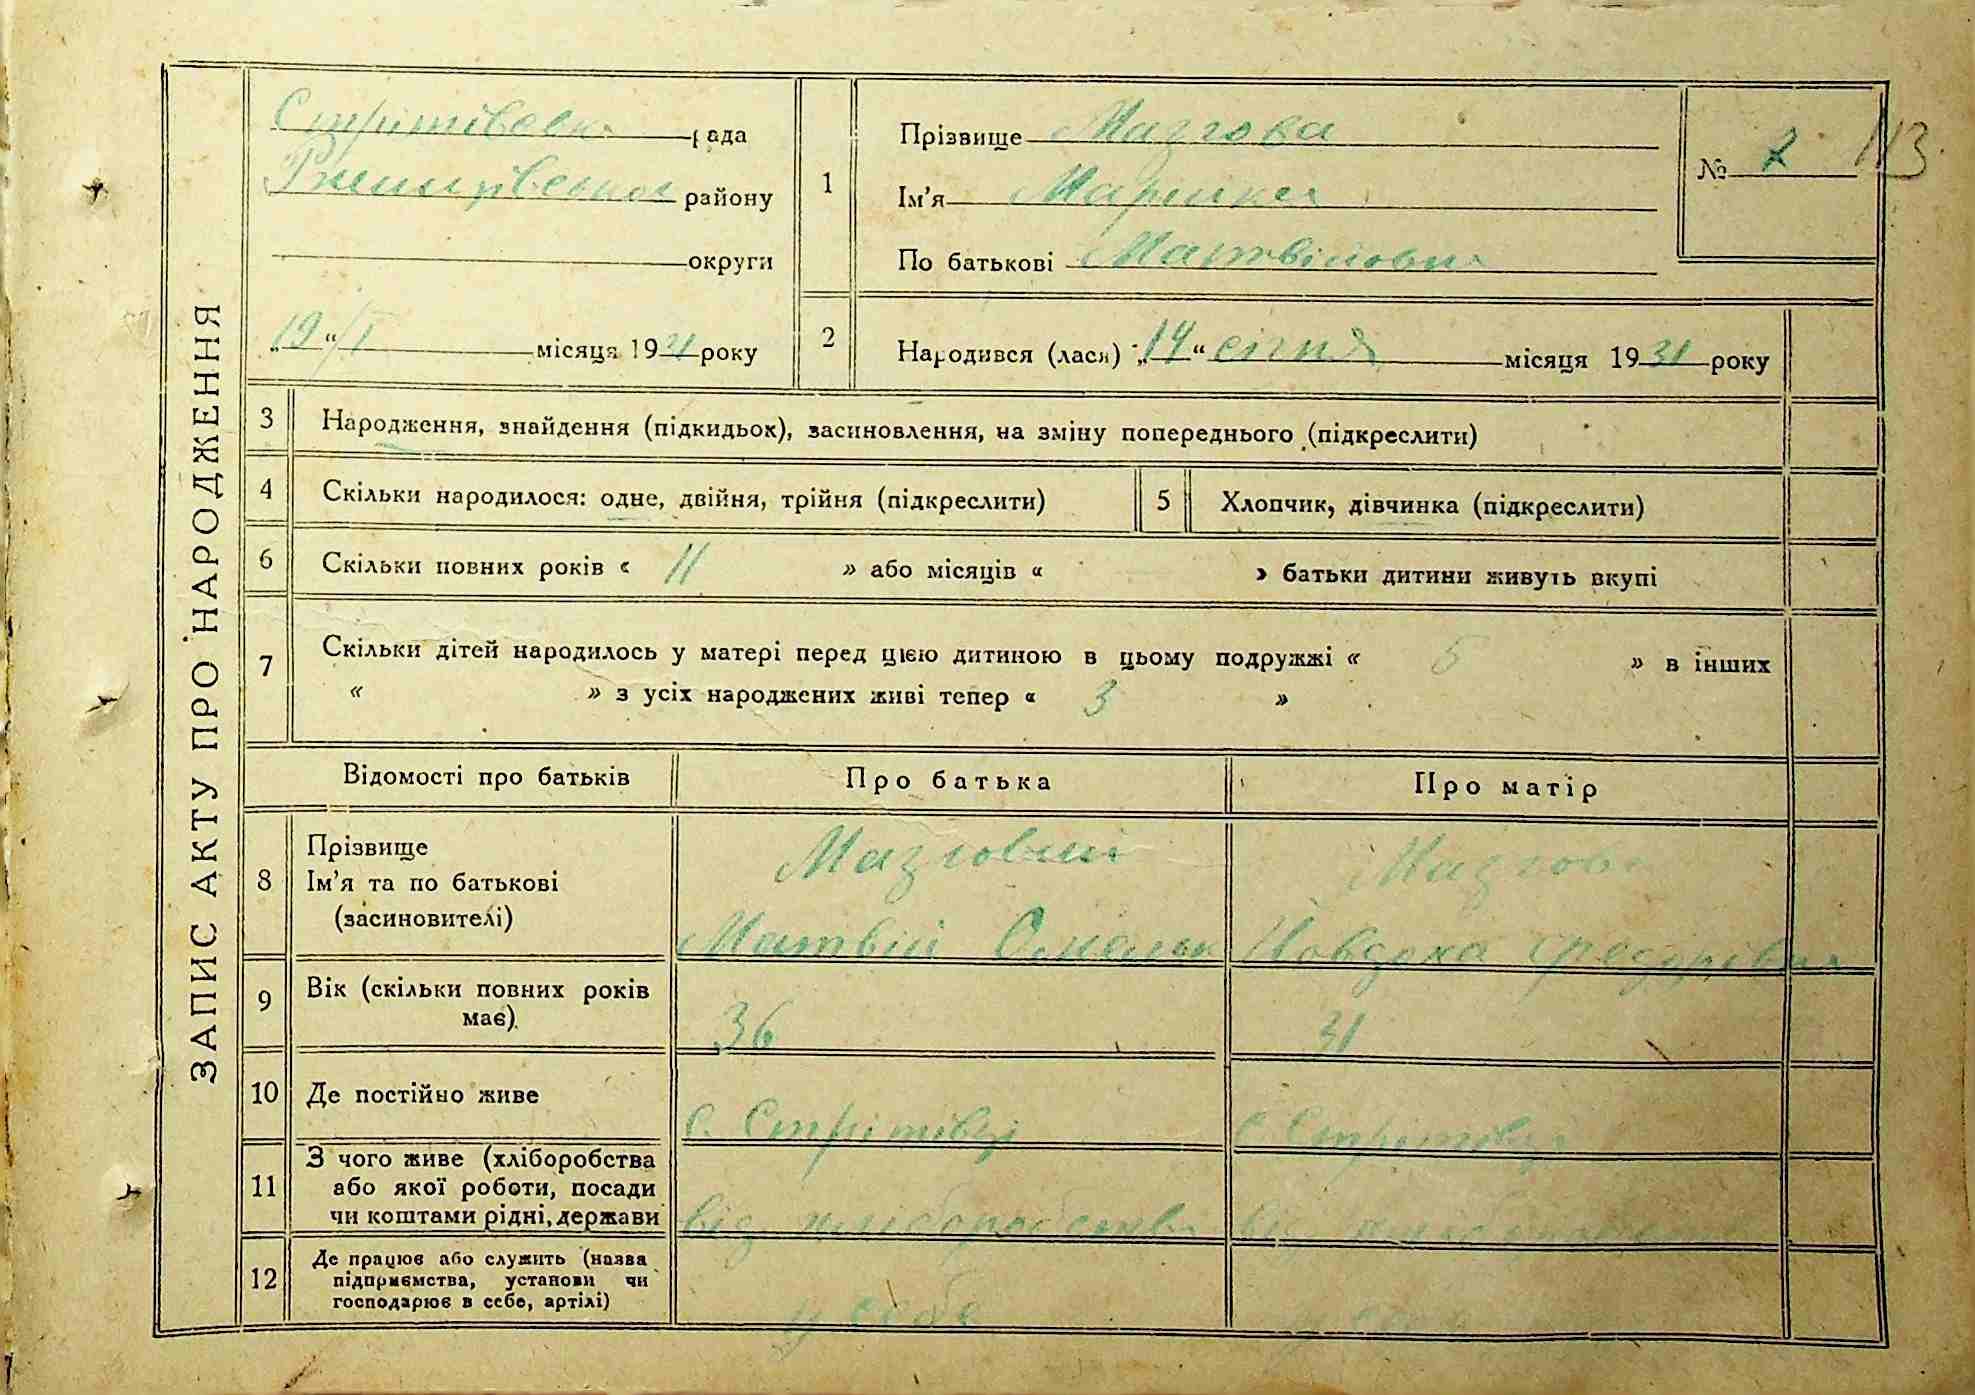 ЗАПИС АКТУ ПРО НАРОДЖЕННЯ
Стрітівська рада
Ржищівського району
округи
„19“ /I місяця 1931 року
1
Прізвище Мазгова
Ім’я Марика
По батькові Матвіївна
№ 2
113
2
Народився (лася) „14“ січня місяця 1931 року
3 Народження, знайдення (підкидьок), засиновлення, на зміну попереднього (підкреслити)
4 Скільки народилося: одне, двійня, трійня (підкреслити)
5 Хлопчик, дівчинка (підкреслити)
6 Скільки повних років « 11 » або місяців « » батьки дитини живуть вкупі
7 Скільки дітей народилось у матері перед цією дитиною в цьому подружжі « 5 » в інших
« » з усіх народжених живі тепер « 3 »
Відомості про батьків Про батька Про матір
8 Прізвище
Ім’я та по батькові
(засиновителі)
Мазговий
Матвій Омельк
Мазгов
Йовдоха Федорівна
9 Вік (скільки повних років
має)
36 31
10 Де постійно живе
с. Стрітівці с Стрітівці
11 З чого живе (хліборобства
або якої роботи, посади
чи коштами рідні, держави
від хліборобства від
12 Де працює або служить (назва
підприємства, установи чи
господарює в себе, артілі)
у себе у себе